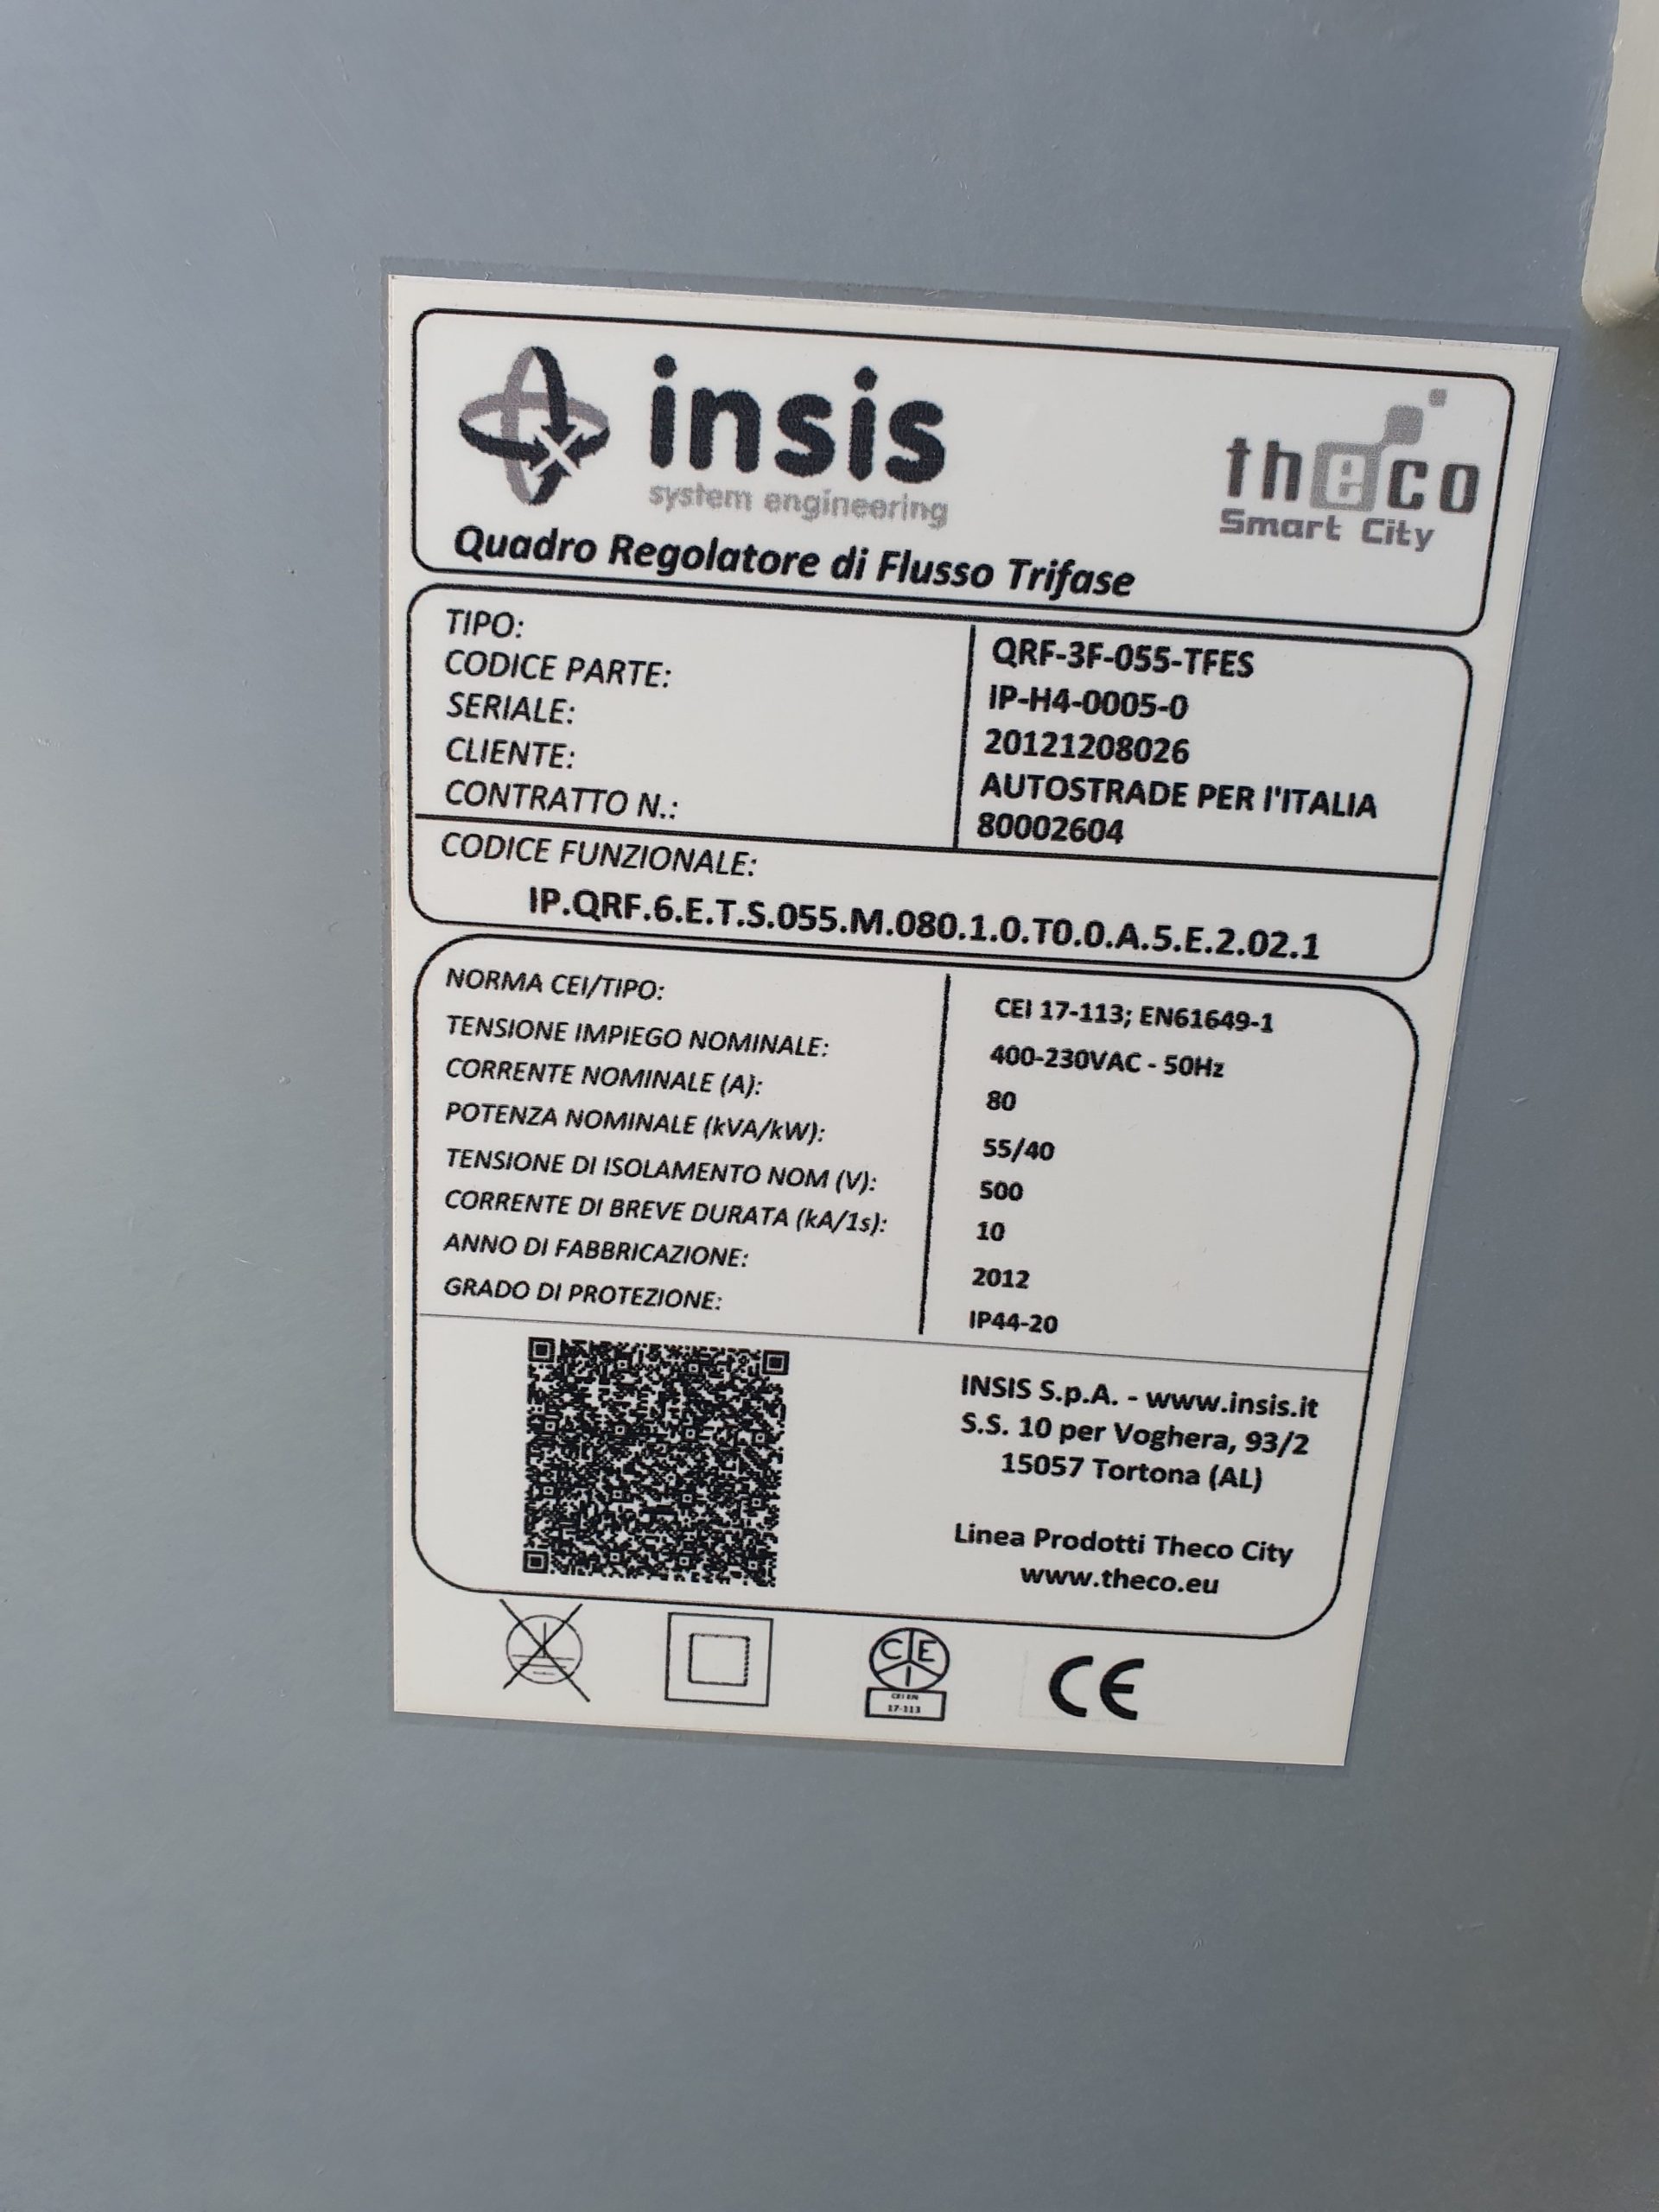 insis
system engineering
theco
Smart City
Quadro Regolatore di Flusso Trifase
TIPO: QRF-3F-055-TFES
CODICE PARTE: IP-H4-0005-0
SERIALE: 20121208026
CLIENTE: AUTOSTRADE PER l'ITALIA
CONTRATTO N.: 80002604
CODICE FUNZIONALE:
IP.QRF.6.E.T.S.055.M.080.1.0.T0.0.A.5.E.2.02.1
NORMA CEI/TIPO: CEI 17-113; EN61649-1
TENSIONE IMPIEGO NOMINALE: 400-230VAC - 50Hz
CORRENTE NOMINALE (A): 80
POTENZA NOMINALE (kVA/kW): 55/40
TENSIONE DI ISOLAMENTO NOM (V): 500
CORRENTE DI BREVE DURATA (kA/1s): 10
ANNO DI FABBRICAZIONE: 2012
GRADO DI PROTEZIONE: IP44-20
INSIS S.p.A. - www.insis.it
S.S. 10 per Voghera, 93/2
15057 Tortona (AL)
Linea Prodotti Theco City
www.theco.eu
CEI
CEI EN
17-113
CE